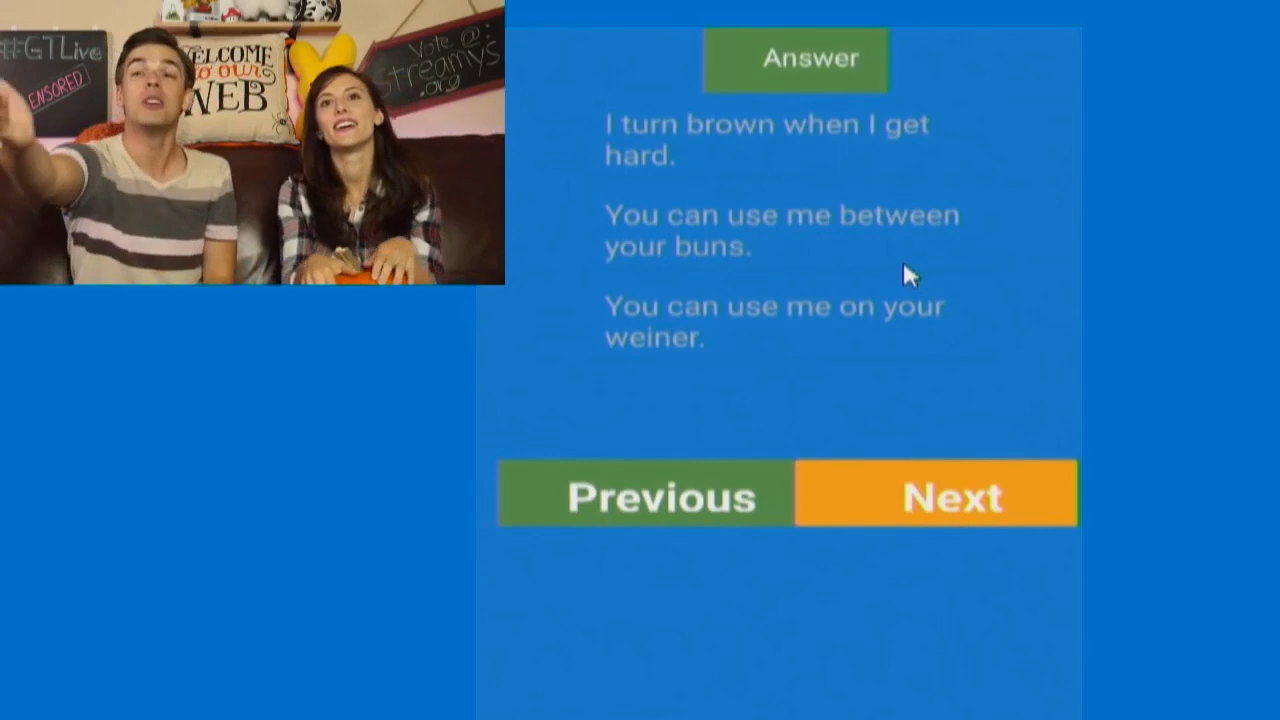 #GTLive
CENSORED
WELCOME
to our
WEB
Vote @:
streamys
.org
Answer
I turn brown when I get
hard.
You can use me between
your buns.
You can use me on your
weiner.
Previous
Next